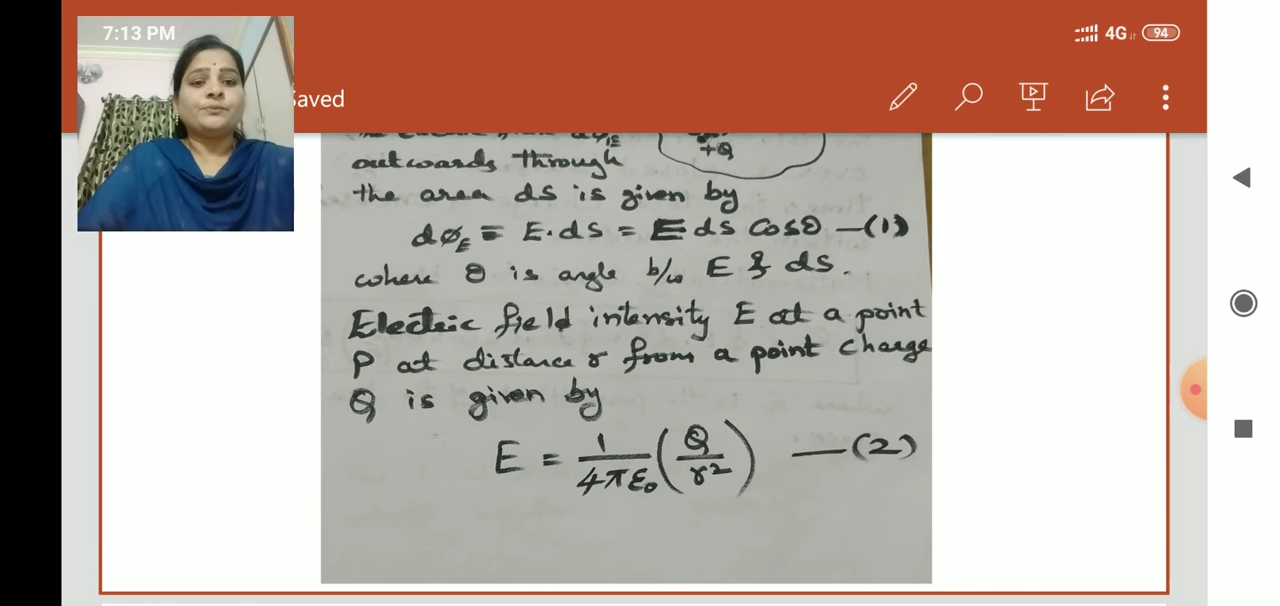 7:13 PM
4G
94
Saved
+Q
outwards through
the area ds is given by
dφ_E = E·ds = E ds Cosθ —(1)
where θ is angle b/w E & ds.
Electric field intensity E at a point
P at distance r from a point charge
Q is given by
E = 1/4πε₀ (Q/r²) —(2)